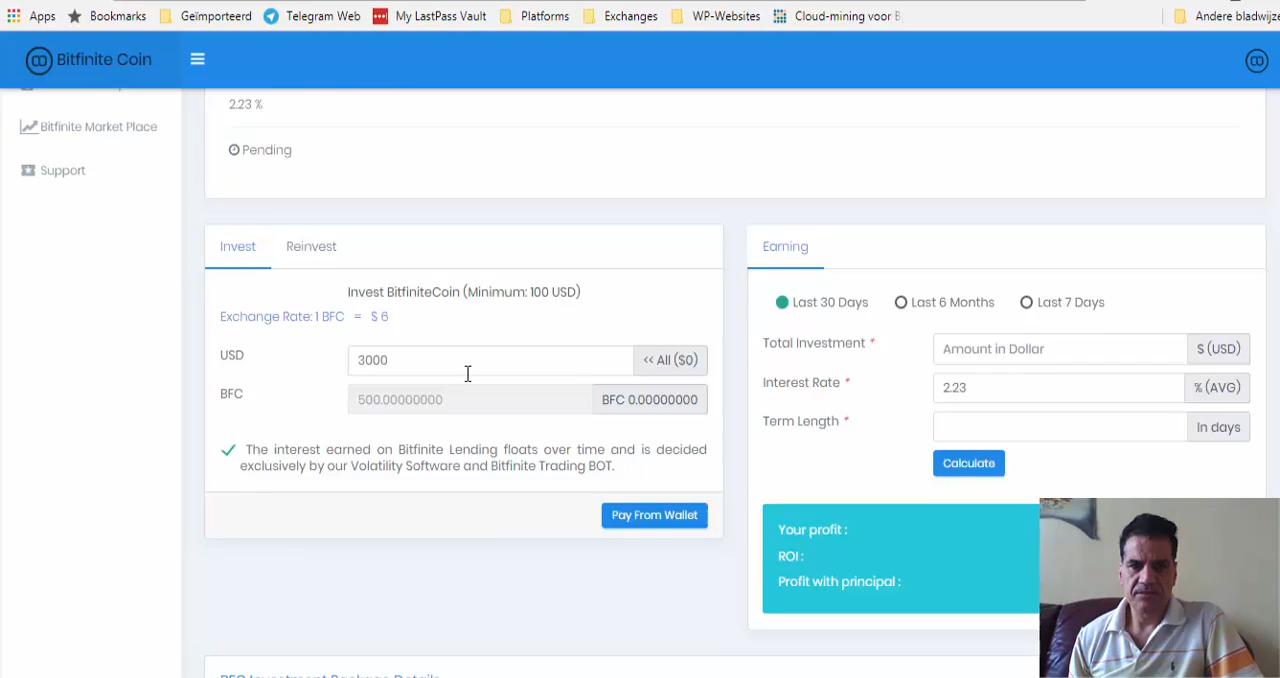 Apps Bookmarks Geïmporteerd Telegram Web My LastPass Vault Platforms Exchanges WP-Websites Cloud-mining voor Andere bladwijze
Bitfinite Coin
2.23 %
Bitfinite Market Place
Pending
Support
Invest Reinvest
Invest BitfiniteCoin (Minimum: 100 USD)
Exchange Rate: 1 BFC = $ 6
USD 3000 << All ($0)
BFC 500.00000000 BFC 0.00000000
The interest earned on Bitfinite Lending floats over time and is decided
exclusively by our Volatility Software and Bitfinite Trading BOT.
Pay From Wallet
Earning
Last 30 Days Last 6 Months Last 7 Days
Total Investment * Amount in Dollar $ (USD)
Interest Rate * 2.23 % (AVG)
Term Length * In days
Calculate
Your profit :
ROI :
Profit with principal :
BFC Investment Package Details